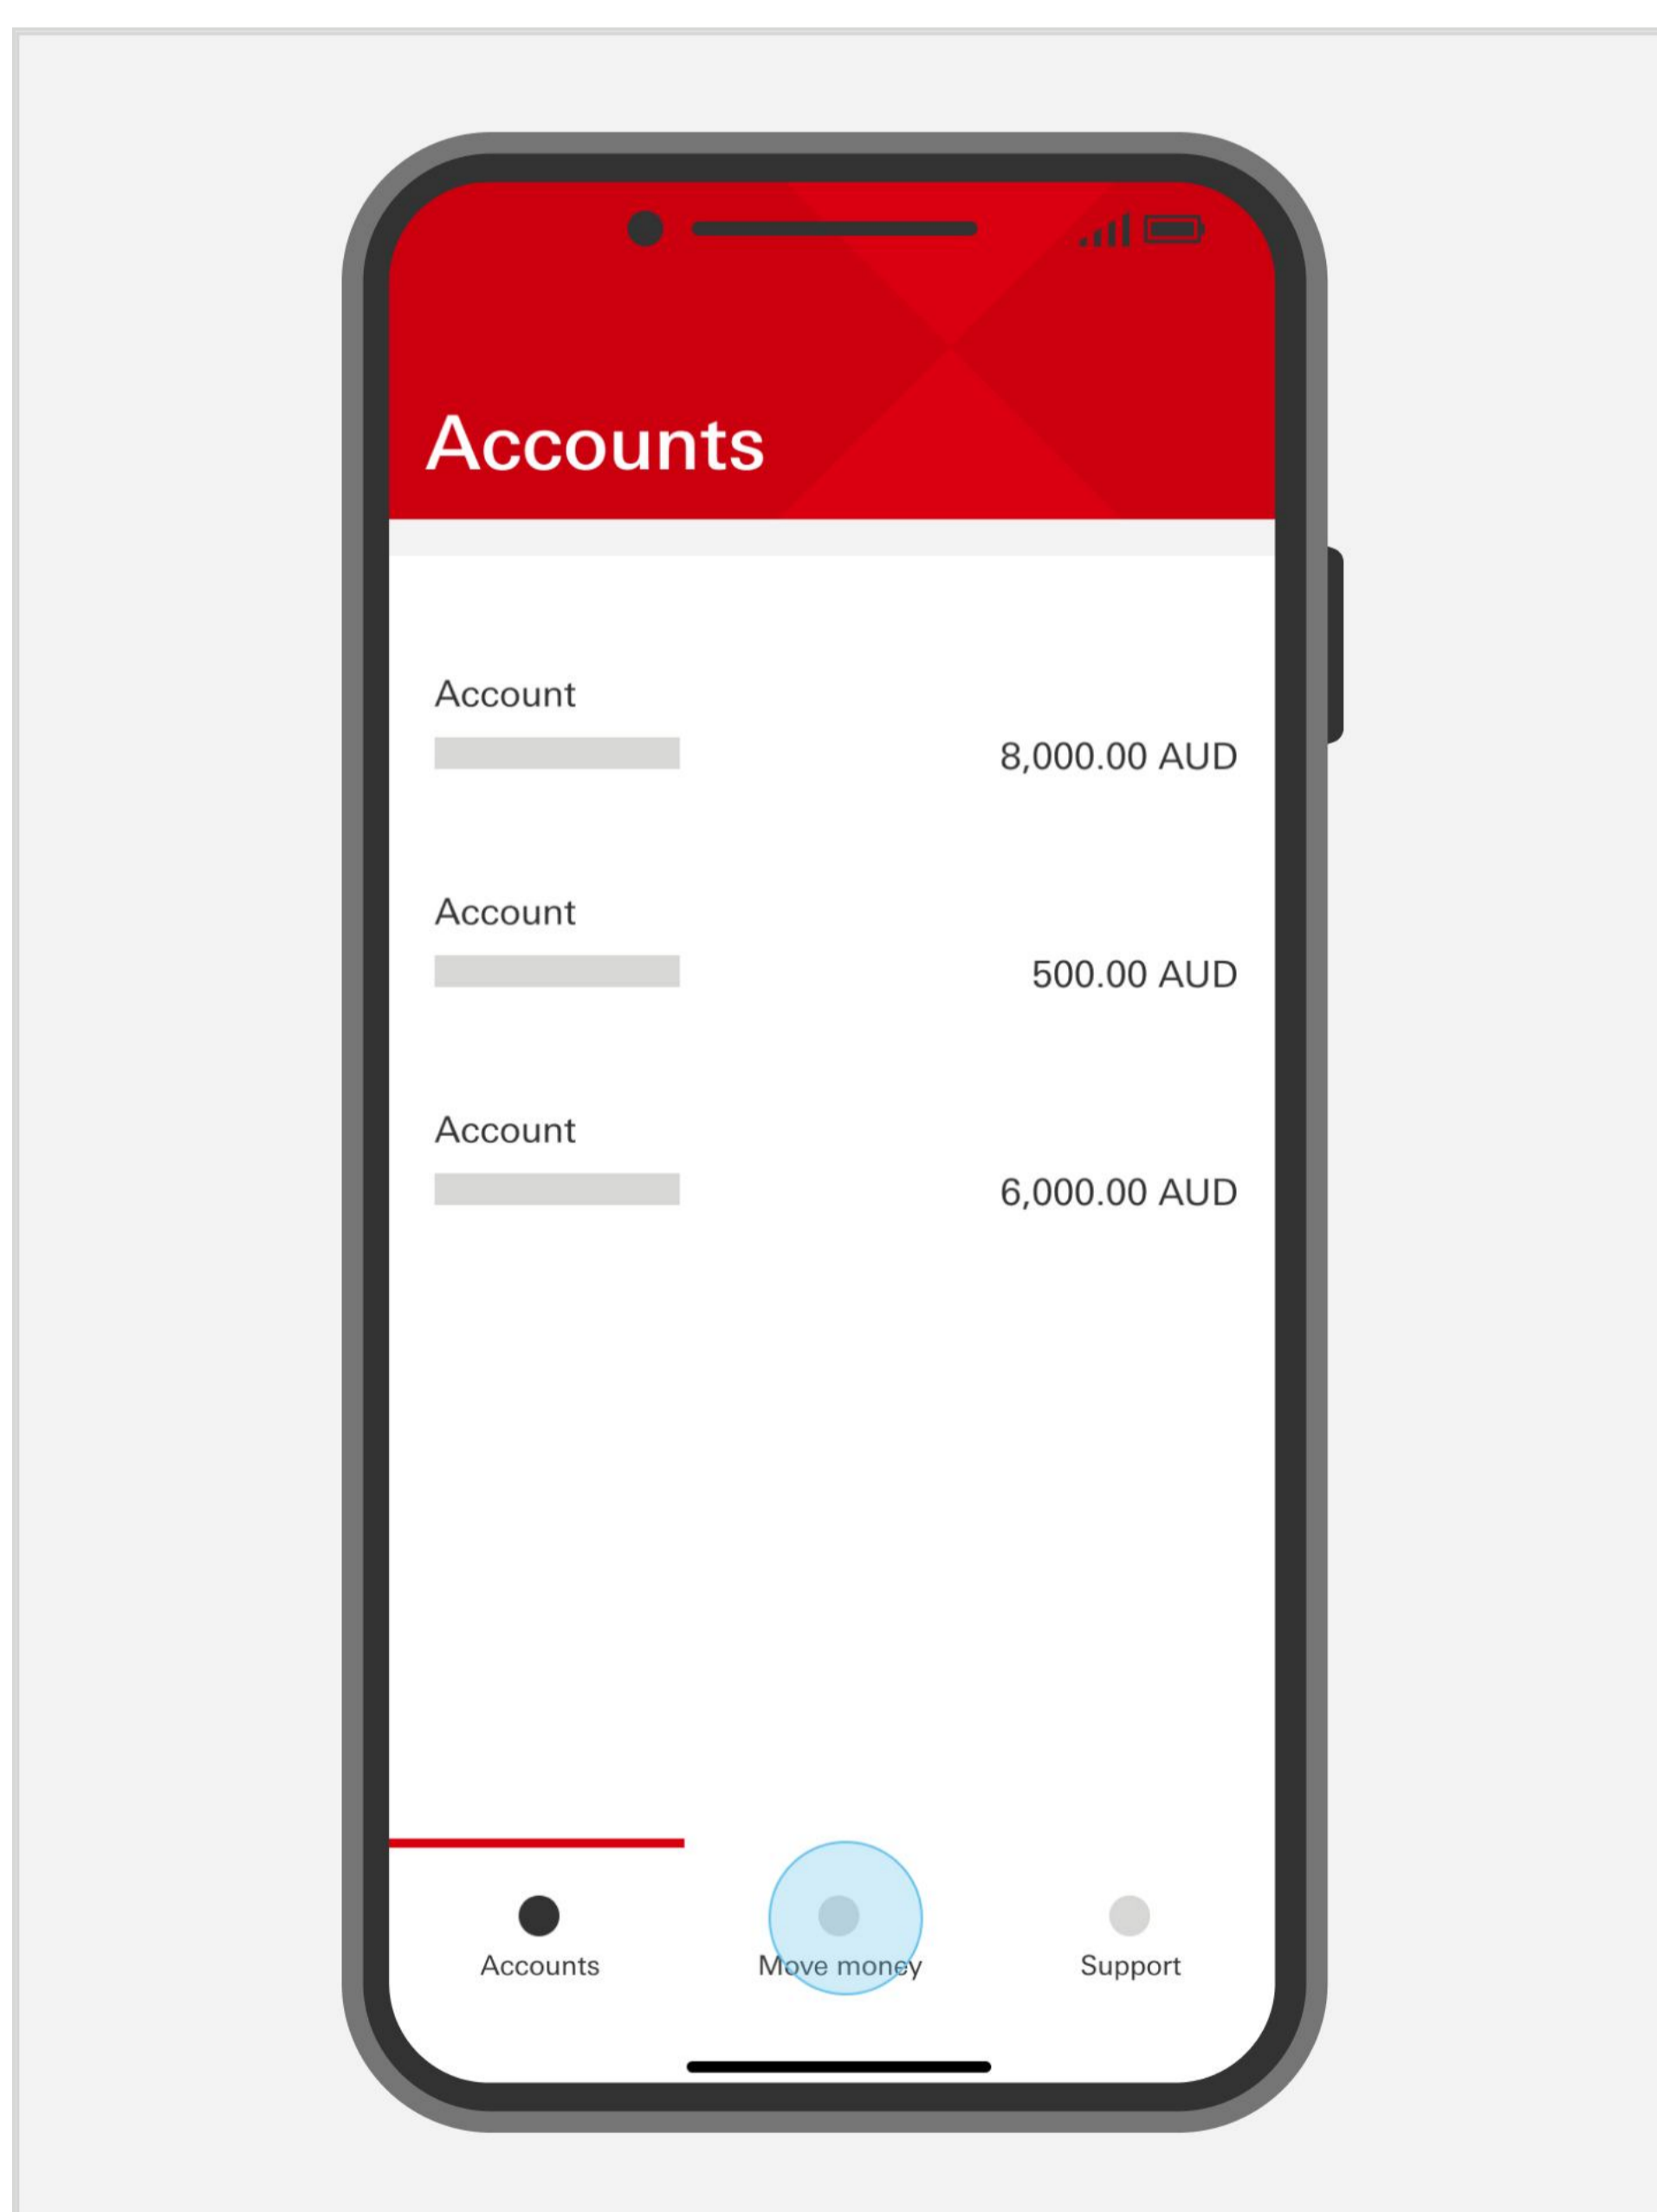 Accounts
Account
8,000.00 AUD
Account
500.00 AUD
Account
6,000.00 AUD
Accounts
Move money
Support